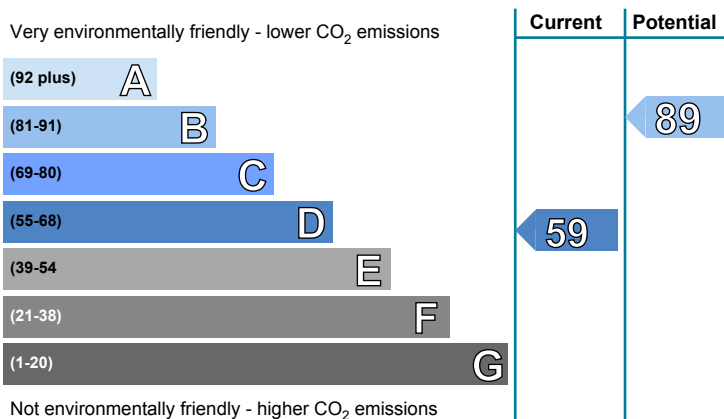 Current Potential
Very environmentally friendly - lower CO2 emissions
(92 plus) A
(81-91) B
89
(69-80) C
(55-68) D
59
(39-54 E
(21-38) F
(1-20) G
Not environmentally friendly - higher CO2 emissions